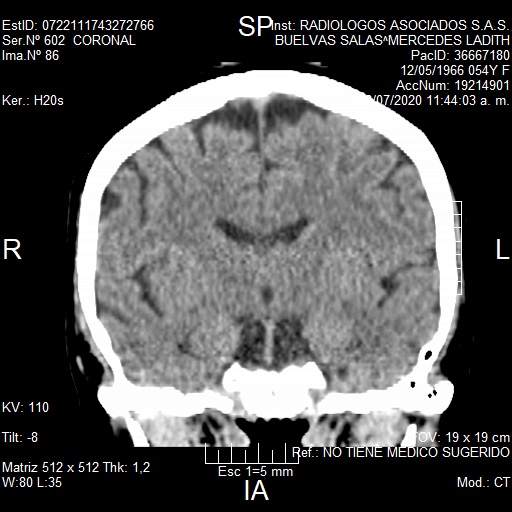 EstID: 0722111743272766
Ser.Nº 602 CORONAL
Ima.Nº 86
Ker.: H20s
SP
Inst: RADIOLOGOS ASOCIADOS S.A.S.
BUELVAS SALAS^MERCEDES LADITH
PacID: 36667180
12/05/1966 054Y F
AccNum: 19214901
/07/2020 11:44:03 a. m.
R
L
KV: 110
Tilt: -8
Matriz 512 x 512 Thk: 1,2
W:80 L:35
Esc 1=5 mm
IA
FOV: 19 x 19 cm
Ref.: NO TIENE MEDICO SUGERIDO
Mod.: CT